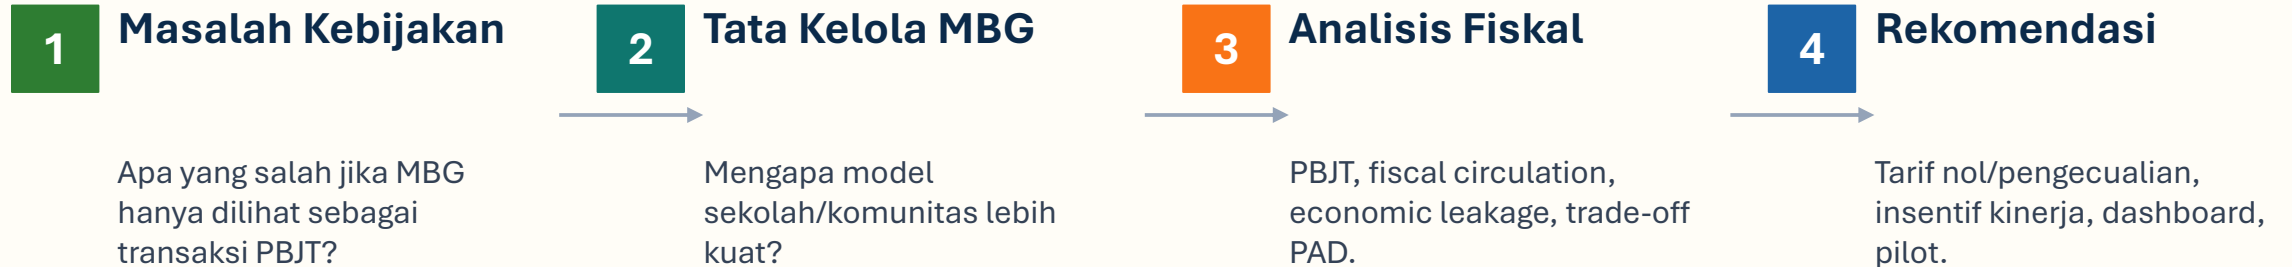 1
Masalah Kebijakan
Apa yang salah jika MBG
hanya dilihat sebagai
transaksi PBJT?
2
Tata Kelola MBG
Mengapa model
sekolah/komunitas lebih
kuat?
3
Analisis Fiskal
PBJT, fiscal circulation,
economic leakage, trade-off
PAD.
4
Rekomendasi
Tarif nol/pengecualian,
insentif kinerja, dashboard,
pilot.